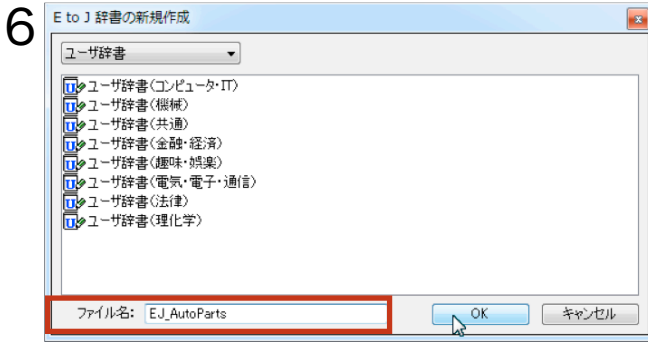 6
E to J 辞書の新規作成
ユーザ辞書
ユーザ辞書(コンピュータ・IT)
ユーザ辞書(機械)
ユーザ辞書(共通)
ユーザ辞書(金融・経済)
ユーザ辞書(趣味・娯楽)
ユーザ辞書(電気・電子・通信)
ユーザ辞書(法律)
ユーザ辞書(理化学)
ファイル名: EJ_AutoParts OK キャンセル